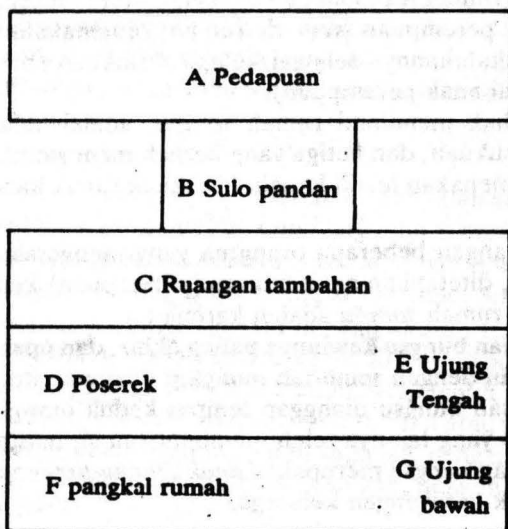 A Pedapuan
B Sulo pandan
C Ruangan tambahan
D Poserek
E Ujung
Tengah
F pangkal rumah
G Ujung
bawah